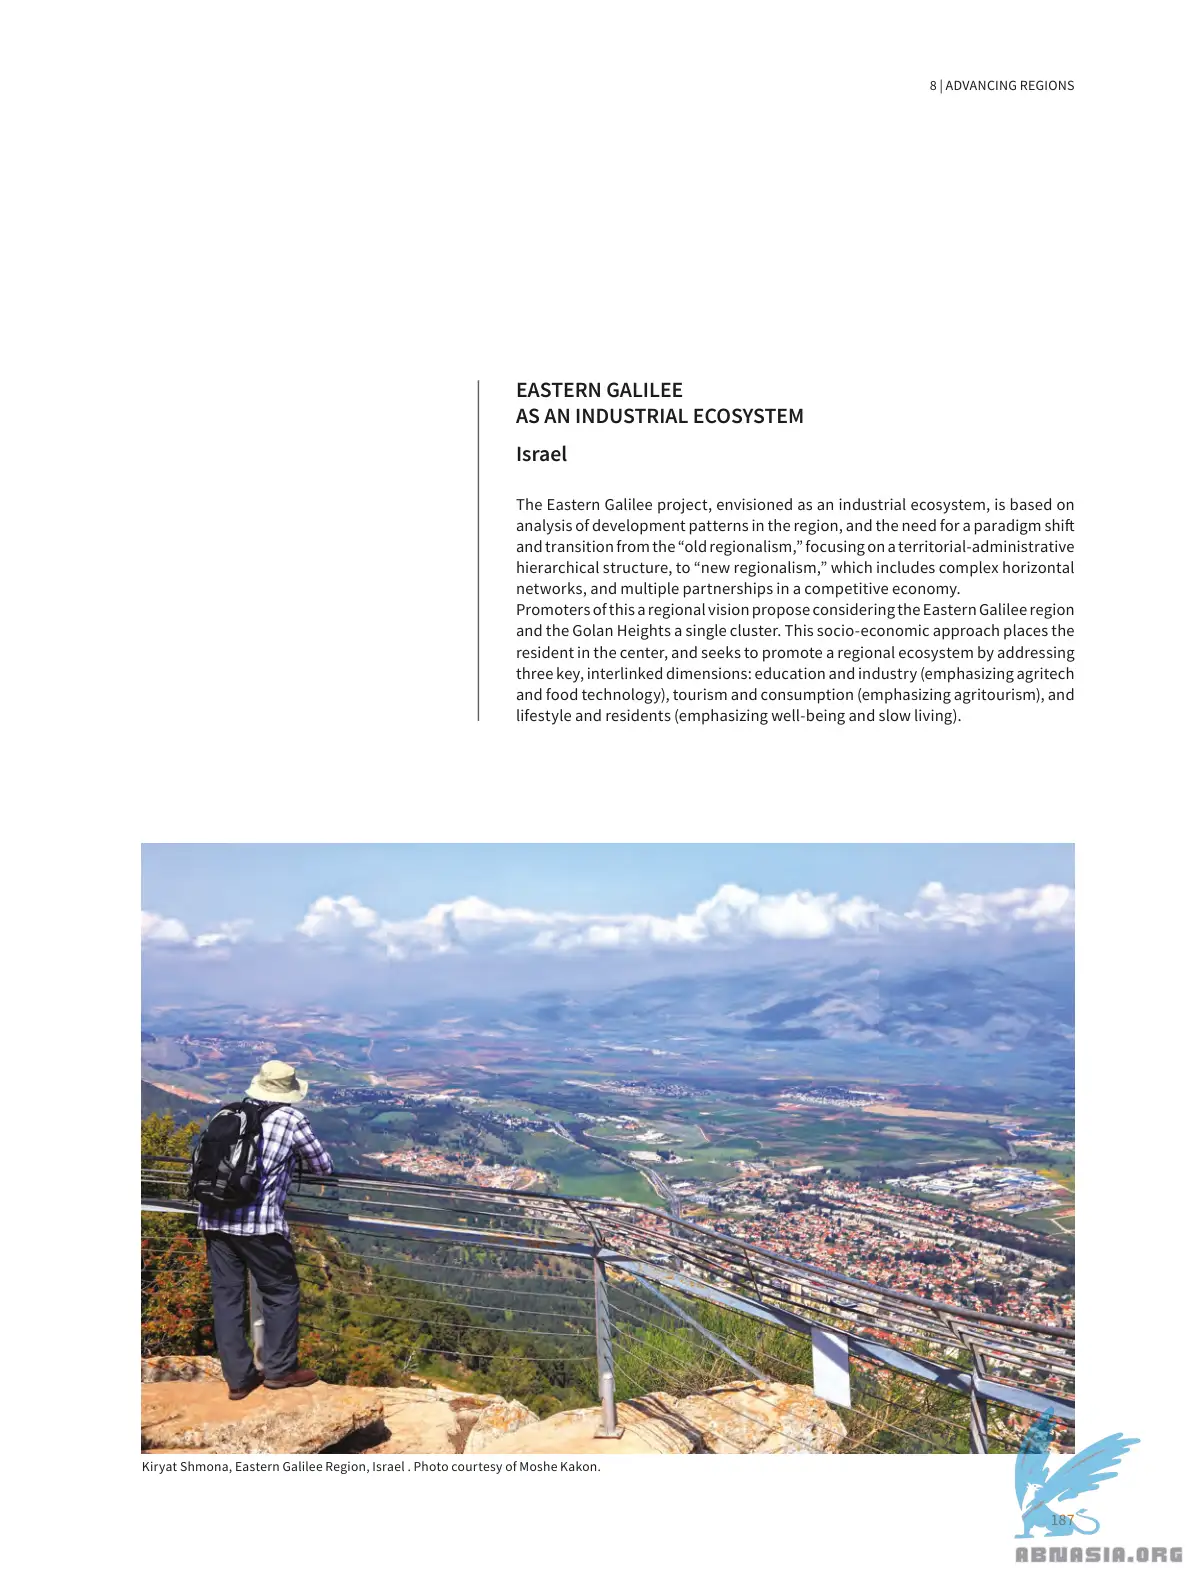 8 | ADVANCING REGIONS
EASTERN GALILEE
AS AN INDUSTRIAL ECOSYSTEM
Israel
The Eastern Galilee project, envisioned as an industrial ecosystem, is based on
analysis of development patterns in the region, and the need for a paradigm shift
and transition from the “old regionalism,” focusing on a territorial-administrative
hierarchical structure, to “new regionalism,” which includes complex horizontal
networks, and multiple partnerships in a competitive economy.
Promoters of this a regional vision propose considering the Eastern Galilee region
and the Golan Heights a single cluster. This socio-economic approach places the
resident in the center, and seeks to promote a regional ecosystem by addressing
three key, interlinked dimensions: education and industry (emphasizing agritech
and food technology), tourism and consumption (emphasizing agritourism), and
lifestyle and residents (emphasizing well-being and slow living).
Kiryat Shmona, Eastern Galilee Region, Israel . Photo courtesy of Moshe Kakon.
187
ABNASIA.ORG